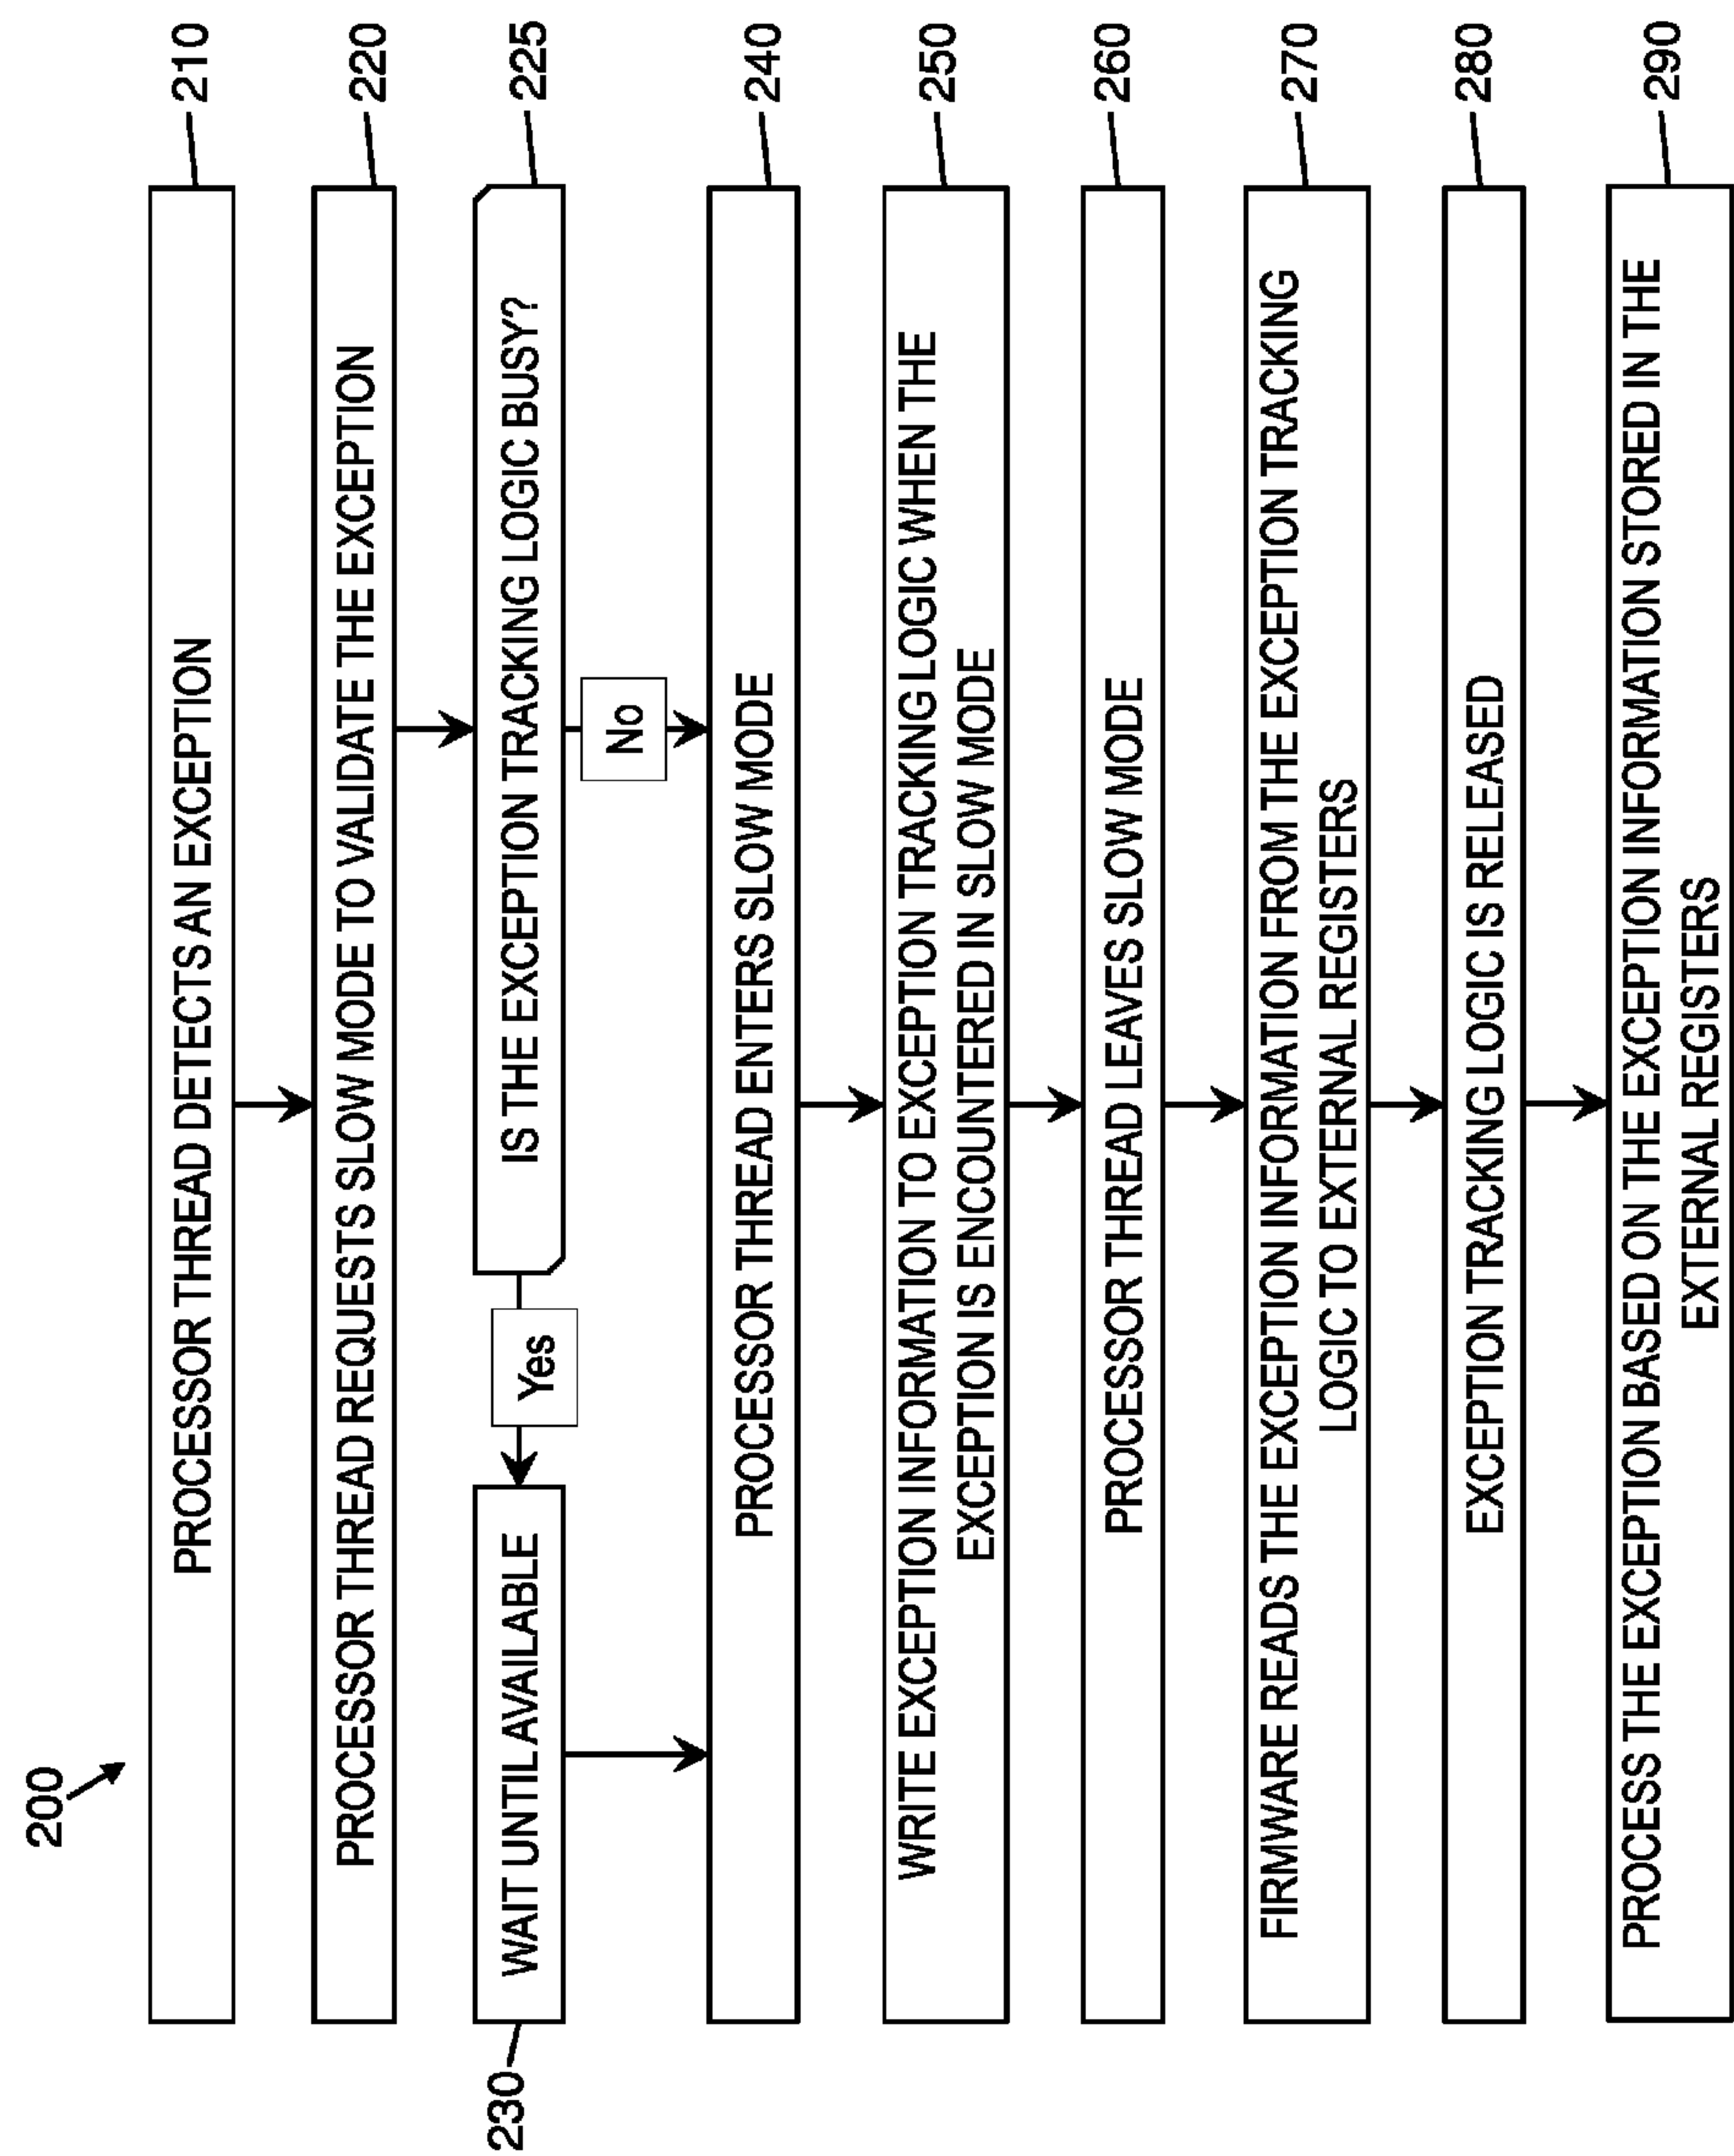 200
PROCESSOR THREAD DETECTS AN EXCEPTION
210
PROCESSOR THREAD REQUESTS SLOW MODE TO VALIDATE THE EXCEPTION
220
230
WAIT UNTIL AVAILABLE
Yes
IS THE EXCEPTION TRACKING LOGIC BUSY?
225
No
PROCESSOR THREAD ENTERS SLOW MODE
240
WRITE EXCEPTION INFORMATION TO EXCEPTION TRACKING LOGIC WHEN THE
EXCEPTION IS ENCOUNTERED IN SLOW MODE
250
PROCESSOR THREAD LEAVES SLOW MODE
260
FIRMWARE READS THE EXCEPTION INFORMATION FROM THE EXCEPTION TRACKING
LOGIC TO EXTERNAL REGISTERS
270
EXCEPTION TRACKING LOGIC IS RELEASED
280
PROCESS THE EXCEPTION BASED ON THE EXCEPTION INFORMATION STORED IN THE
EXTERNAL REGISTERS
290